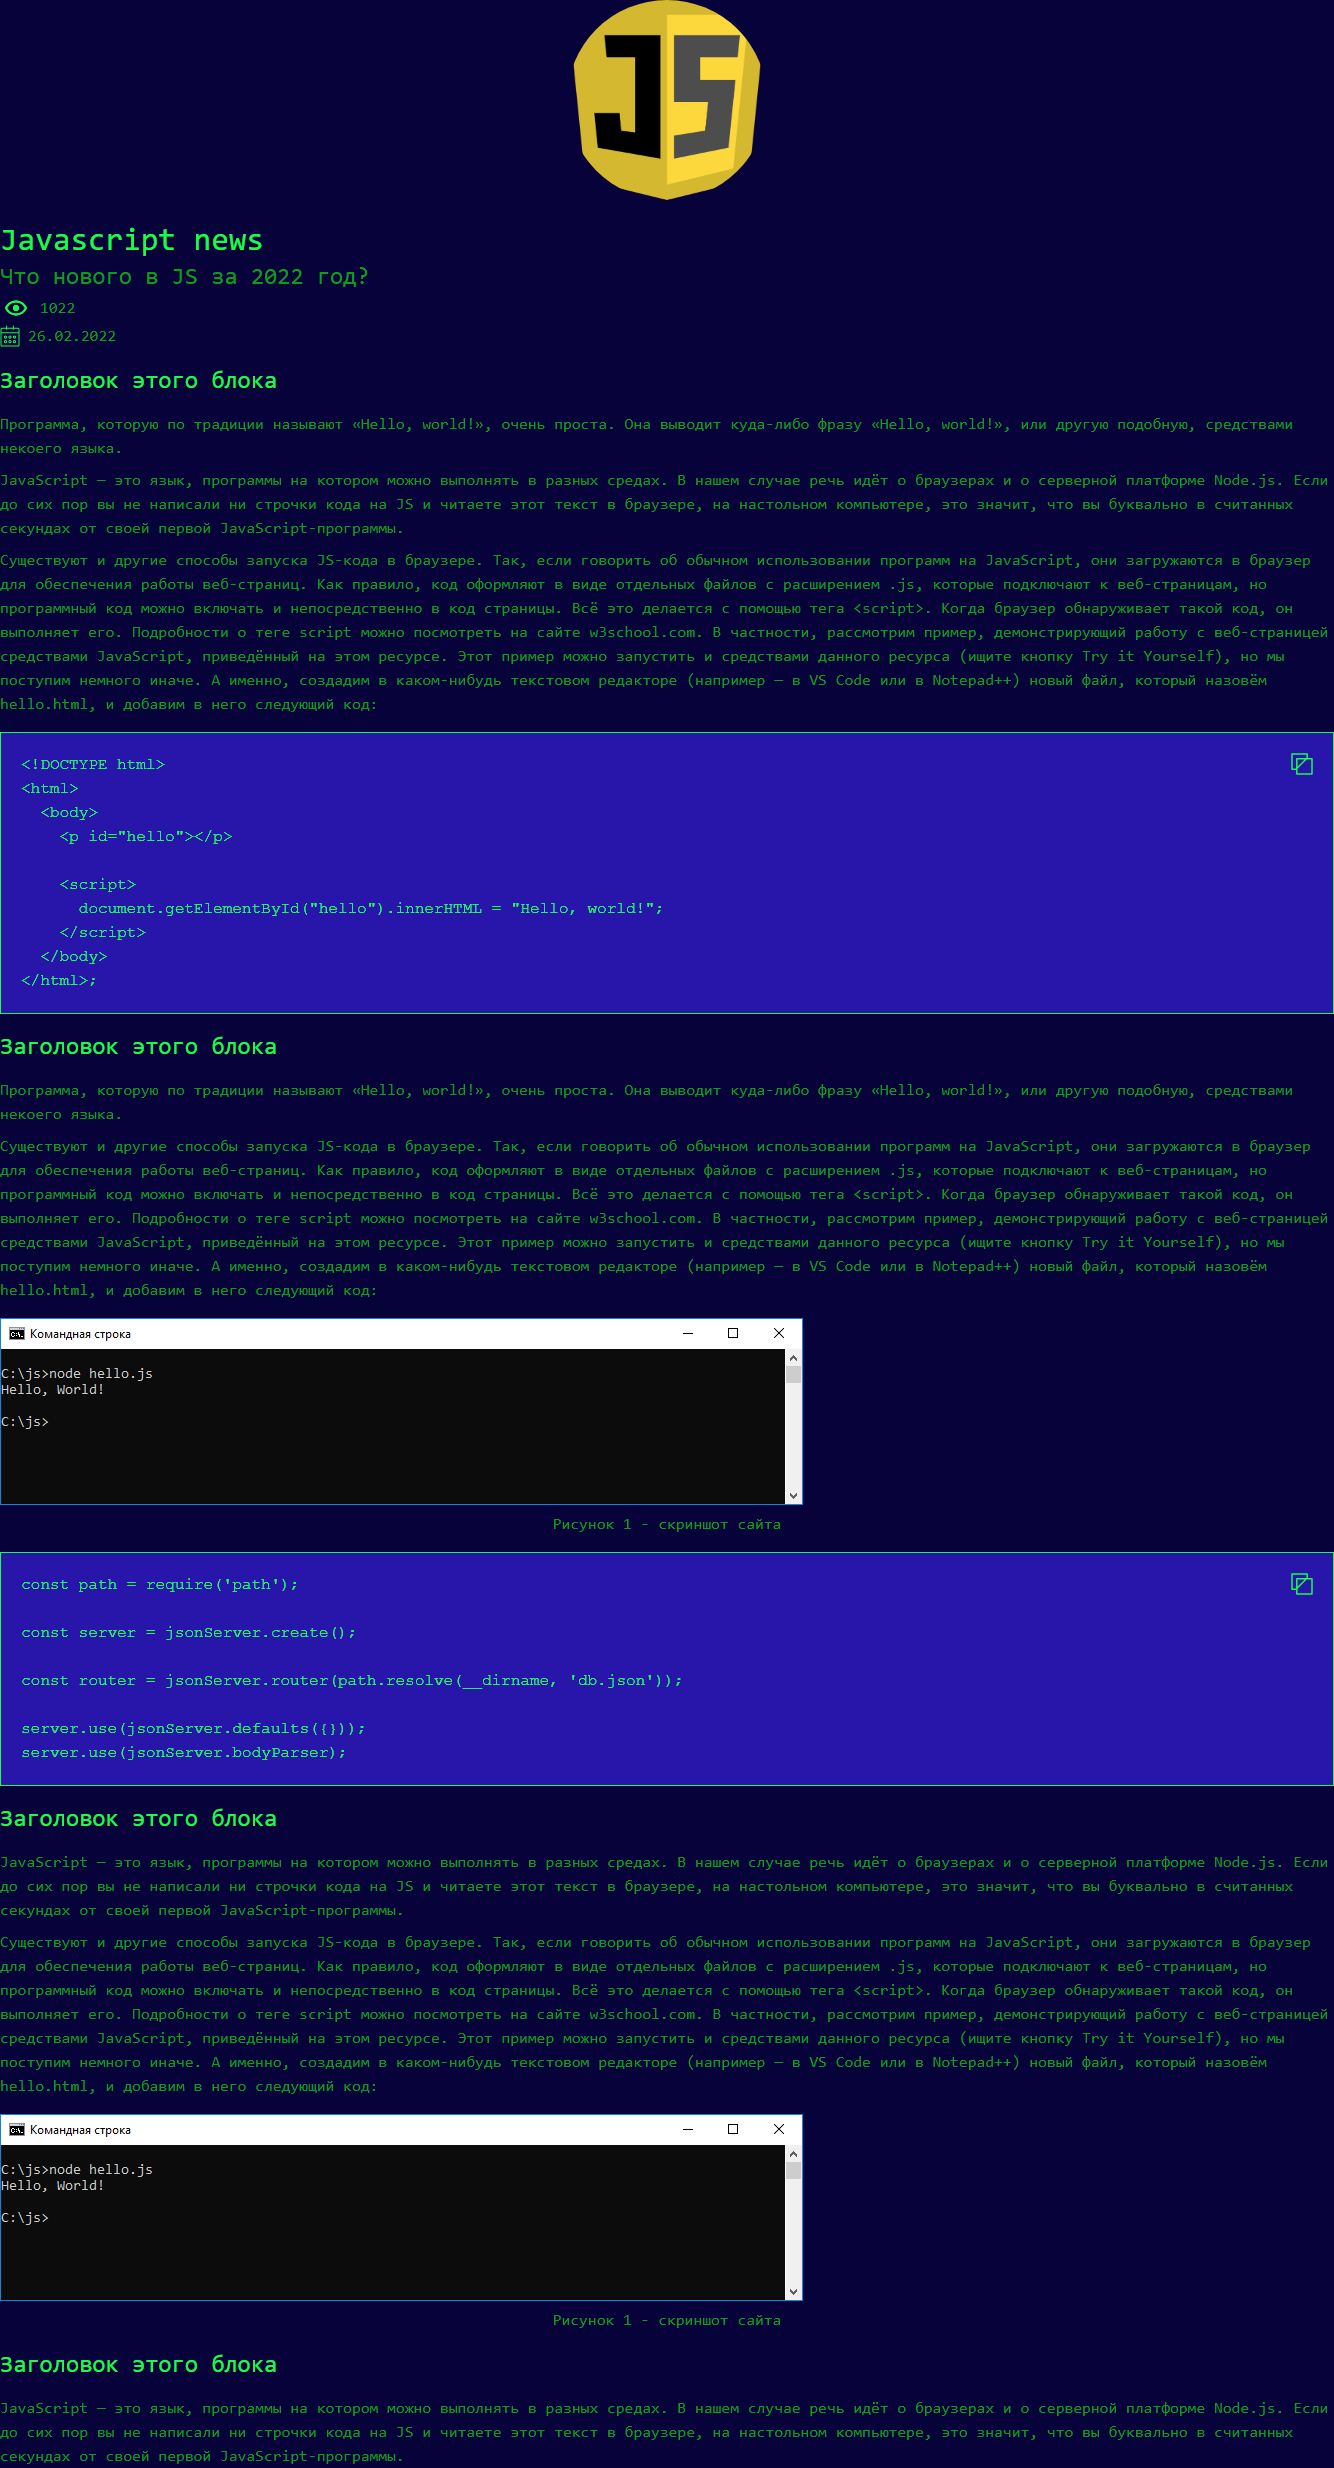 JS
Javascript news
Что нового в JS за 2022 год?
1022
26.02.2022
Заголовок этого блока
Программа, которую по традиции называют «Hello, world!», очень проста. Она выводит куда-либо фразу «Hello, world!», или другую подобную, средствами
некоего языка.
JavaScript — это язык, программы на котором можно выполнять в разных средах. В нашем случае речь идёт о браузерах и о серверной платформе Node.js. Если
до сих пор вы не написали ни строчки кода на JS и читаете этот текст в браузере, на настольном компьютере, это значит, что вы буквально в считанных
секундах от своей первой JavaScript-программы.
Существуют и другие способы запуска JS-кода в браузере. Так, если говорить об обычном использовании программ на JavaScript, они загружаются в браузер
для обеспечения работы веб-страниц. Как правило, код оформляют в виде отдельных файлов с расширением .js, которые подключают к веб-страницам, но
программный код можно включать и непосредственно в код страницы. Всё это делается с помощью тега <script>. Когда браузер обнаруживает такой код, он
выполняет его. Подробности о теге script можно посмотреть на сайте w3school.com. В частности, рассмотрим пример, демонстрирующий работу с веб-страницей
средствами JavaScript, приведённый на этом ресурсе. Этот пример можно запустить и средствами данного ресурса (ищите кнопку Try it Yourself), но мы
поступим немного иначе. А именно, создадим в каком-нибудь текстовом редакторе (например — в VS Code или в Notepad++) новый файл, который назовём
hello.html, и добавим в него следующий код:
<!DOCTYPE html>
<html>
  <body>
    <p id="hello"></p>
    <script>
      document.getElementById("hello").innerHTML = "Hello, world!";
    </script>
  </body>
</html>;
Заголовок этого блока
Программа, которую по традиции называют «Hello, world!», очень проста. Она выводит куда-либо фразу «Hello, world!», или другую подобную, средствами
некоего языка.
Существуют и другие способы запуска JS-кода в браузере. Так, если говорить об обычном использовании программ на JavaScript, они загружаются в браузер
для обеспечения работы веб-страниц. Как правило, код оформляют в виде отдельных файлов с расширением .js, которые подключают к веб-страницам, но
программный код можно включать и непосредственно в код страницы. Всё это делается с помощью тега <script>. Когда браузер обнаруживает такой код, он
выполняет его. Подробности о теге script можно посмотреть на сайте w3school.com. В частности, рассмотрим пример, демонстрирующий работу с веб-страницей
средствами JavaScript, приведённый на этом ресурсе. Этот пример можно запустить и средствами данного ресурса (ищите кнопку Try it Yourself), но мы
поступим немного иначе. А именно, создадим в каком-нибудь текстовом редакторе (например — в VS Code или в Notepad++) новый файл, который назовём
hello.html, и добавим в него следующий код:
Командная строка
C:\js>node hello.js
Hello, World!
C:\js>
Рисунок 1 - скриншот сайта
const path = require('path');
const server = jsonServer.create();
const router = jsonServer.router(path.resolve(__dirname, 'db.json'));
server.use(jsonServer.defaults({}));
server.use(jsonServer.bodyParser);
Заголовок этого блока
JavaScript — это язык, программы на котором можно выполнять в разных средах. В нашем случае речь идёт о браузерах и о серверной платформе Node.js. Если
до сих пор вы не написали ни строчки кода на JS и читаете этот текст в браузере, на настольном компьютере, это значит, что вы буквально в считанных
секундах от своей первой JavaScript-программы.
Существуют и другие способы запуска JS-кода в браузере. Так, если говорить об обычном использовании программ на JavaScript, они загружаются в браузер
для обеспечения работы веб-страниц. Как правило, код оформляют в виде отдельных файлов с расширением .js, которые подключают к веб-страницам, но
программный код можно включать и непосредственно в код страницы. Всё это делается с помощью тега <script>. Когда браузер обнаруживает такой код, он
выполняет его. Подробности о теге script можно посмотреть на сайте w3school.com. В частности, рассмотрим пример, демонстрирующий работу с веб-страницей
средствами JavaScript, приведённый на этом ресурсе. Этот пример можно запустить и средствами данного ресурса (ищите кнопку Try it Yourself), но мы
поступим немного иначе. А именно, создадим в каком-нибудь текстовом редакторе (например — в VS Code или в Notepad++) новый файл, который назовём
hello.html, и добавим в него следующий код:
Командная строка
C:\js>node hello.js
Hello, World!
C:\js>
Рисунок 1 - скриншот сайта
Заголовок этого блока
JavaScript — это язык, программы на котором можно выполнять в разных средах. В нашем случае речь идёт о браузерах и о серверной платформе Node.js. Если
до сих пор вы не написали ни строчки кода на JS и читаете этот текст в браузере, на настольном компьютере, это значит, что вы буквально в считанных
секундах от своей первой JavaScript-программы.